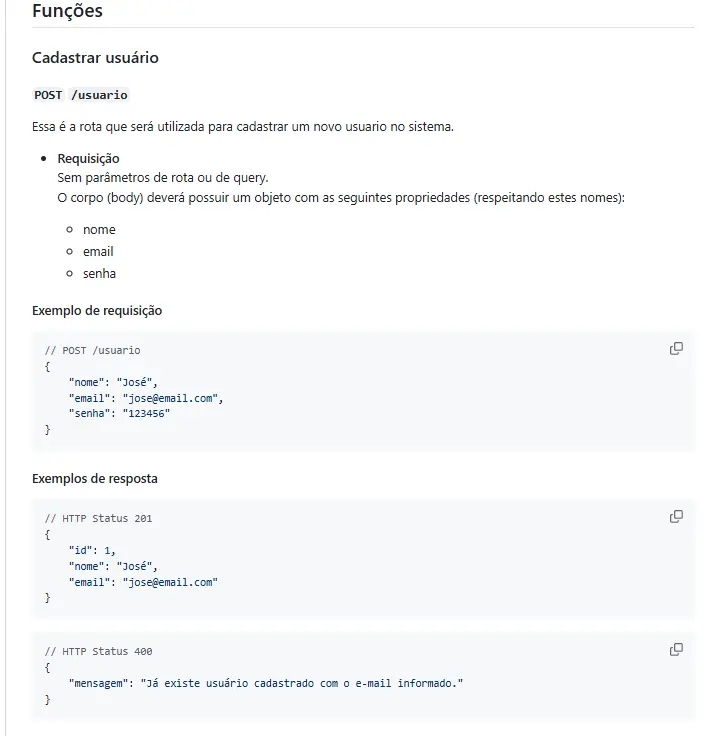 Funções
Cadastrar usuário
POST /usuario
Essa é a rota que será utilizada para cadastrar um novo usuario no sistema.
Requisição
Sem parâmetros de rota ou de query.
O corpo (body) deverá possuir um objeto com as seguintes propriedades (respeitando estes nomes):
nome
email
senha
Exemplo de requisição
// POST /usuario
{
"nome": "José",
"email": "jose@email.com",
"senha": "123456"
}
Exemplos de resposta
// HTTP Status 201
{
"id": 1,
"nome": "José",
"email": "jose@email.com"
}
// HTTP Status 400
{
"mensagem": "Já existe usuário cadastrado com o e-mail informado."
}